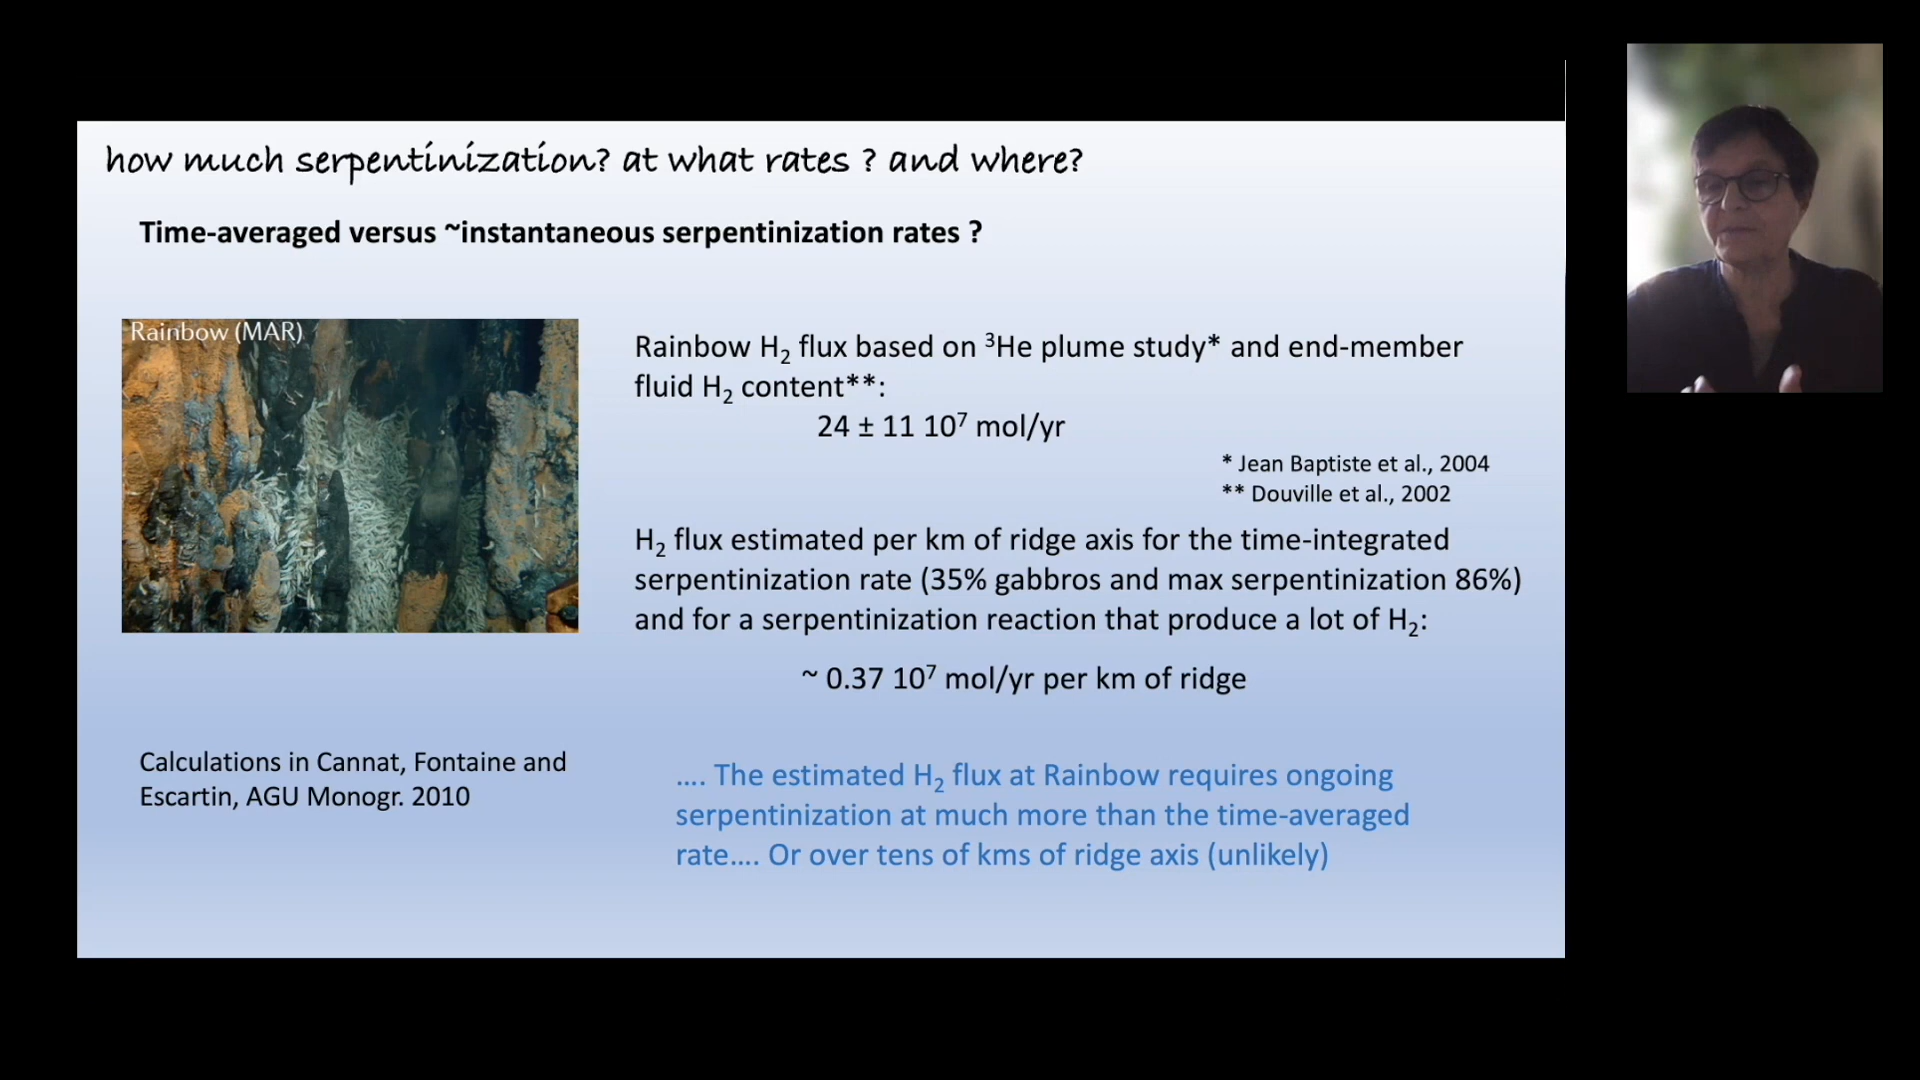 how much serpentinization? at what rates ? and where?
Time-averaged versus ~instantaneous serpentinization rates ?
Rainbow (MAR)
Rainbow H₂ flux based on ³He plume study* and end-member
fluid H₂ content**:
24 ± 11 10⁷ mol/yr
* Jean Baptiste et al., 2004
** Douville et al., 2002
H₂ flux estimated per km of ridge axis for the time-integrated
serpentinization rate (35% gabbros and max serpentinization 86%)
and for a serpentinization reaction that produce a lot of H₂:
~ 0.37 10⁷ mol/yr per km of ridge
Calculations in Cannat, Fontaine and
Escartin, AGU Monogr. 2010
.... The estimated H₂ flux at Rainbow requires ongoing
serpentinization at much more than the time-averaged
rate.... Or over tens of kms of ridge axis (unlikely)